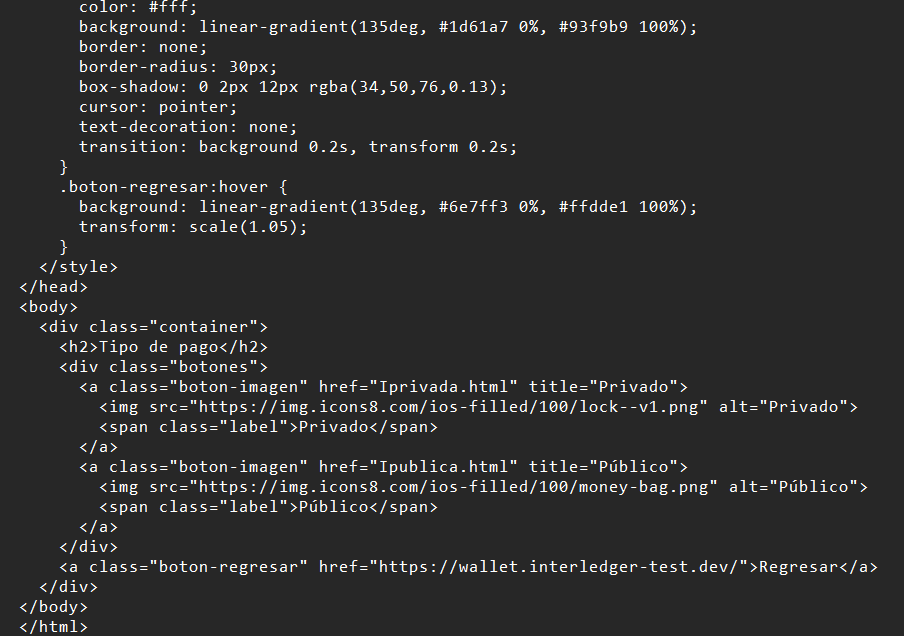 color: #fff;
background: linear-gradient(135deg, #1d61a7 0%, #93f9b9 100%);
border: none;
border-radius: 30px;
box-shadow: 0 2px 12px rgba(34,50,76,0.13);
cursor: pointer;
text-decoration: none;
transition: background 0.2s, transform 0.2s;
}
.boton-regresar:hover {
background: linear-gradient(135deg, #6e7ff3 0%, #ffdde1 100%);
transform: scale(1.05);
}
</style>
</head>
<body>
<div class="container">
<h2>Tipo de pago</h2>
<div class="botones">
<a class="boton-imagen" href="Iprivada.html" title="Privado">
<img src="https://img.icons8.com/ios-filled/100/lock--v1.png" alt="Privado">
<span class="label">Privado</span>
</a>
<a class="boton-imagen" href="Ipublica.html" title="Público">
<img src="https://img.icons8.com/ios-filled/100/money-bag.png" alt="Público">
<span class="label">Público</span>
</a>
</div>
<a class="boton-regresar" href="https://wallet.interledger-test.dev/">Regresar</a>
</div>
</body>
</html>